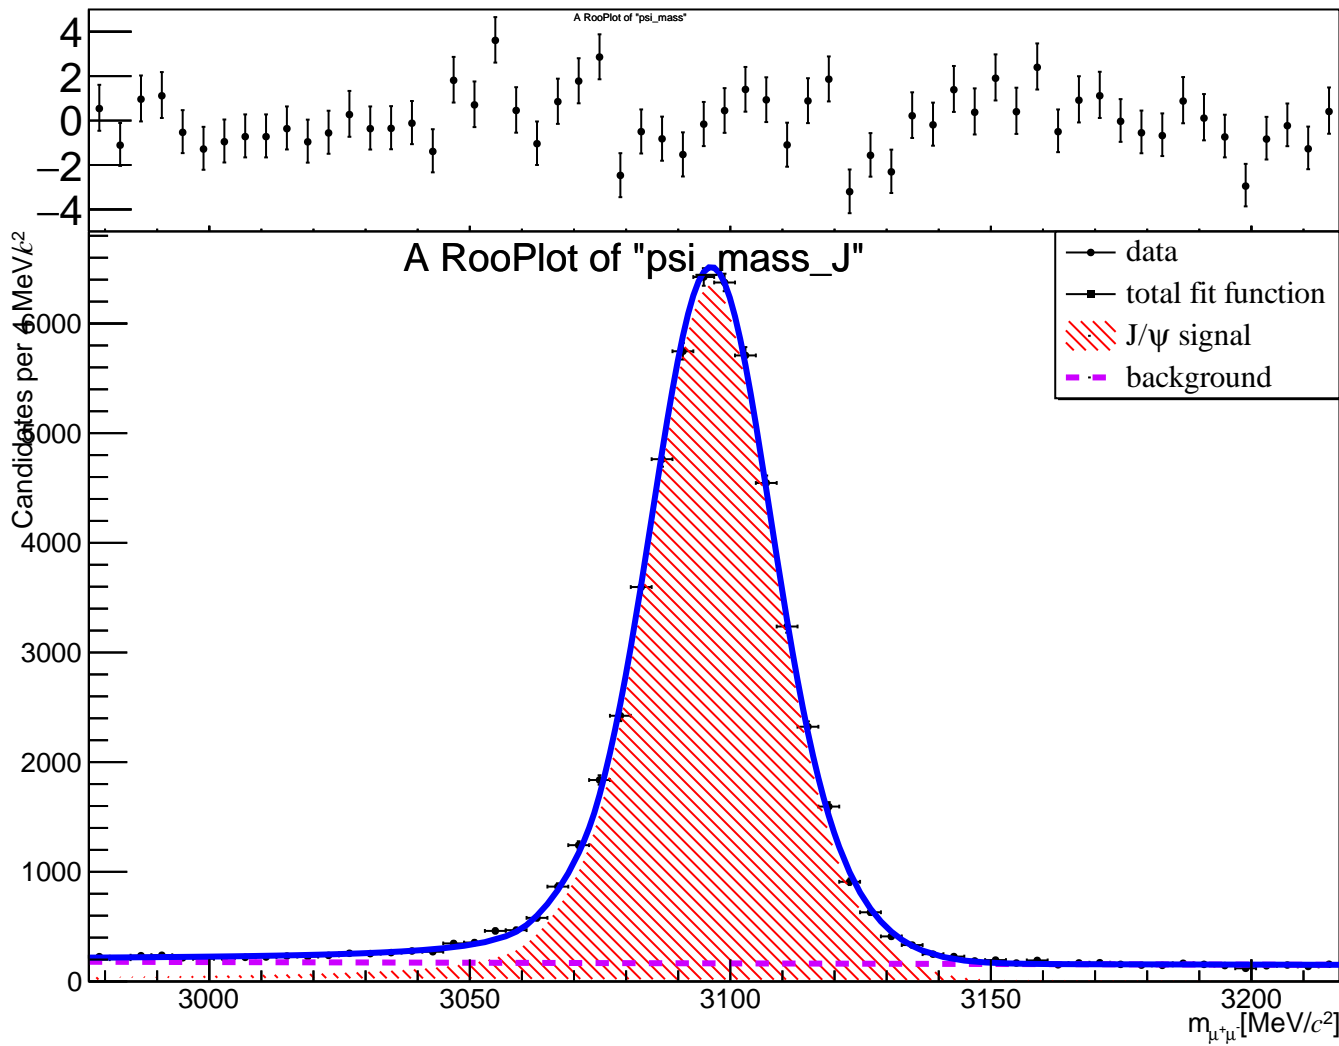 A RooPlot of "psi_mass"
4
2
0
−2
−4
A RooPlot of "psi_mass_J"
data
total fit function
J/ψ signal
background
Candidates per 4 MeV/c²
6000
5000
4000
3000
2000
1000
0
3000 3050 3100 3150 3200
m_μ⁺μ⁻ [MeV/c²]